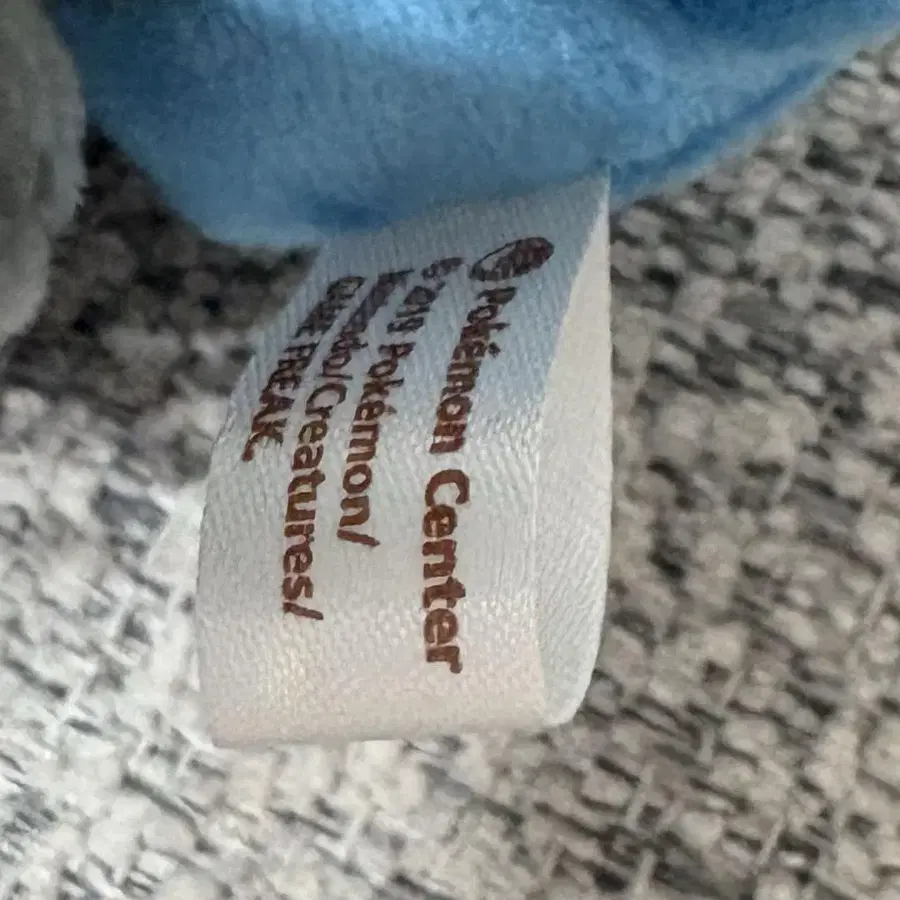 Pokémon Center
©2019 Pokémon/
Nintendo/Creatures/
GAME FREAK.